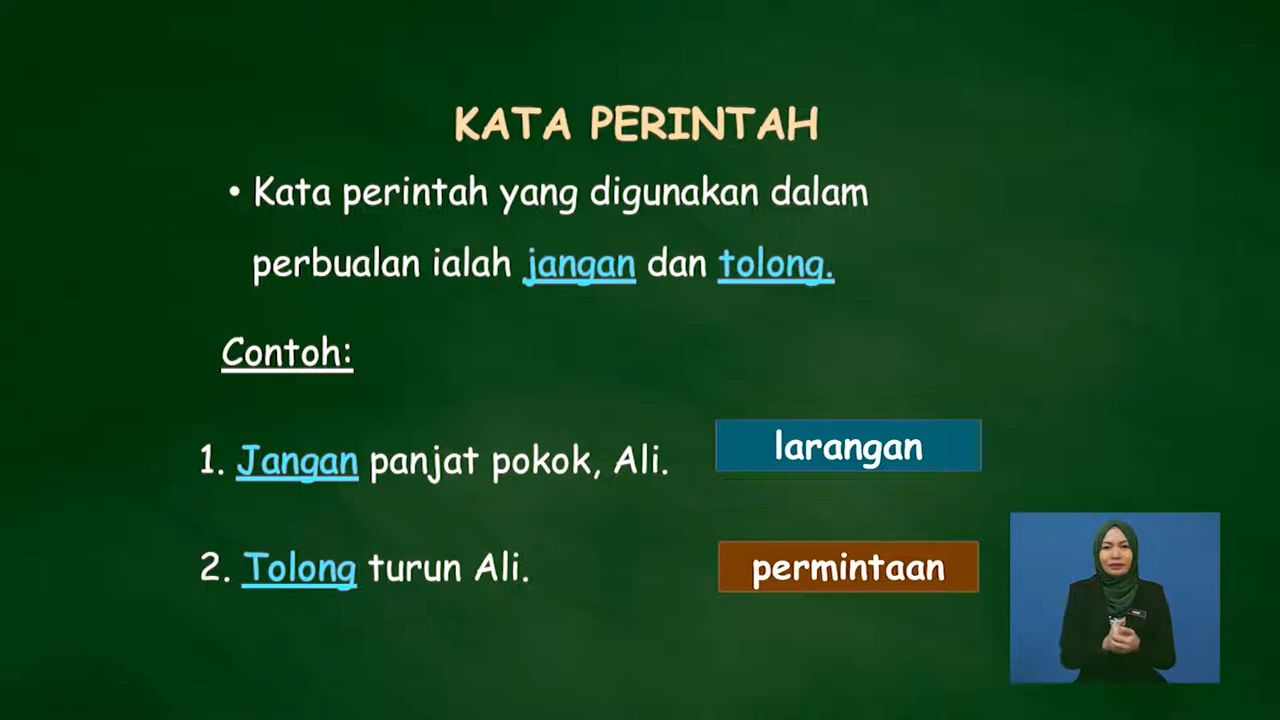 KATA PERINTAH
• Kata perintah yang digunakan dalam
perbualan ialah jangan dan tolong.
Contoh:
1. Jangan panjat pokok, Ali.
larangan
2. Tolong turun Ali.
permintaan